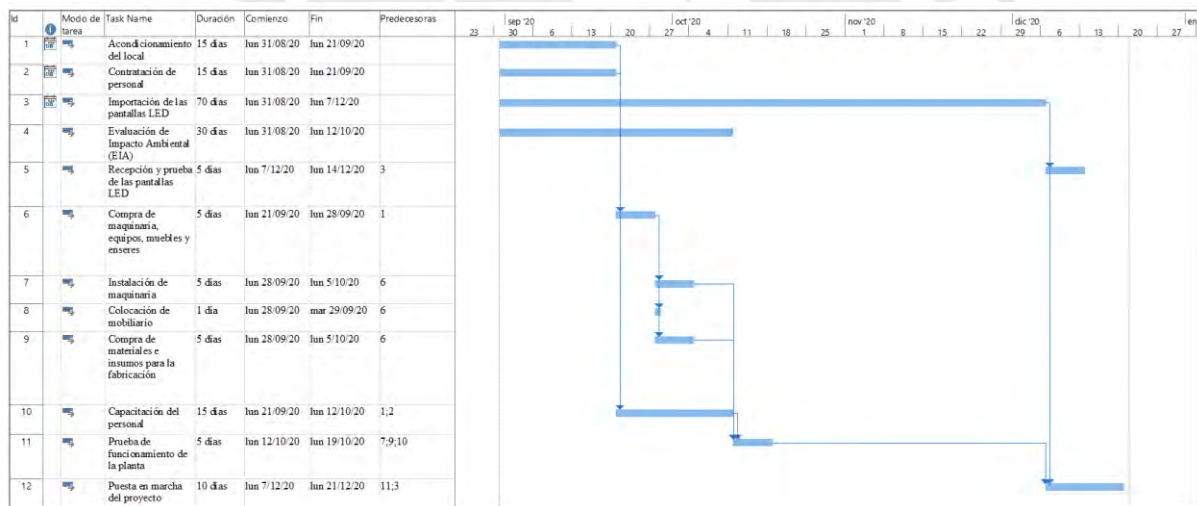 Id Modo de tarea Task Name Duración Comienzo Fin Predecesoras
sep '20 oct '20 nov '20 dic '20 en
23 30 6 13 20 27 4 11 18 25 1 8 15 22 29 6 13 20 27
1 Acondicionamiento del local 15 días lun 31/08/20 lun 21/09/20
2 Contratación de personal 15 días lun 31/08/20 lun 21/09/20
3 Importación de las pantallas LED 70 días lun 31/08/20 lun 7/12/20
4 Evaluación de Impacto Ambiental (EIA) 30 días lun 31/08/20 lun 12/10/20
5 Recepción y prueba de las pantallas LED 5 días lun 7/12/20 lun 14/12/20 3
6 Compra de maquinaria, equipos, muebles y enseres 5 días lun 21/09/20 lun 28/09/20 1
7 Instalación de maquinaria 5 días lun 28/09/20 lun 5/10/20 6
8 Colocación de mobiliario 1 día lun 28/09/20 mar 29/09/20 6
9 Compra de materiales e insumos para la fabricación 5 días lun 28/09/20 lun 5/10/20 6
10 Capacitación del personal 15 días lun 21/09/20 lun 12/10/20 1;2
11 Prueba de funcionamiento de la planta 5 días lun 12/10/20 lun 19/10/20 7;9;10
12 Puesta en marcha del proyecto 10 días lun 7/12/20 lun 21/12/20 11;3